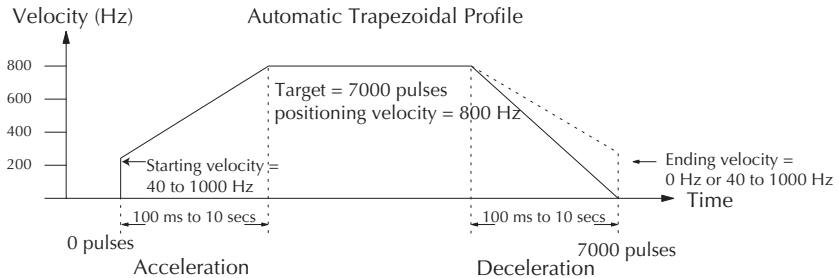 Velocity (Hz)
Automatic Trapezoidal Profile
800
600
400
200
Target = 7000 pulses
positioning velocity = 800 Hz
Starting velocity =
40 to 1000 Hz
Ending velocity =
0 Hz or 40 to 1000 Hz
Time
100 ms to 10 secs
100 ms to 10 secs
0 pulses
7000 pulses
Acceleration
Deceleration